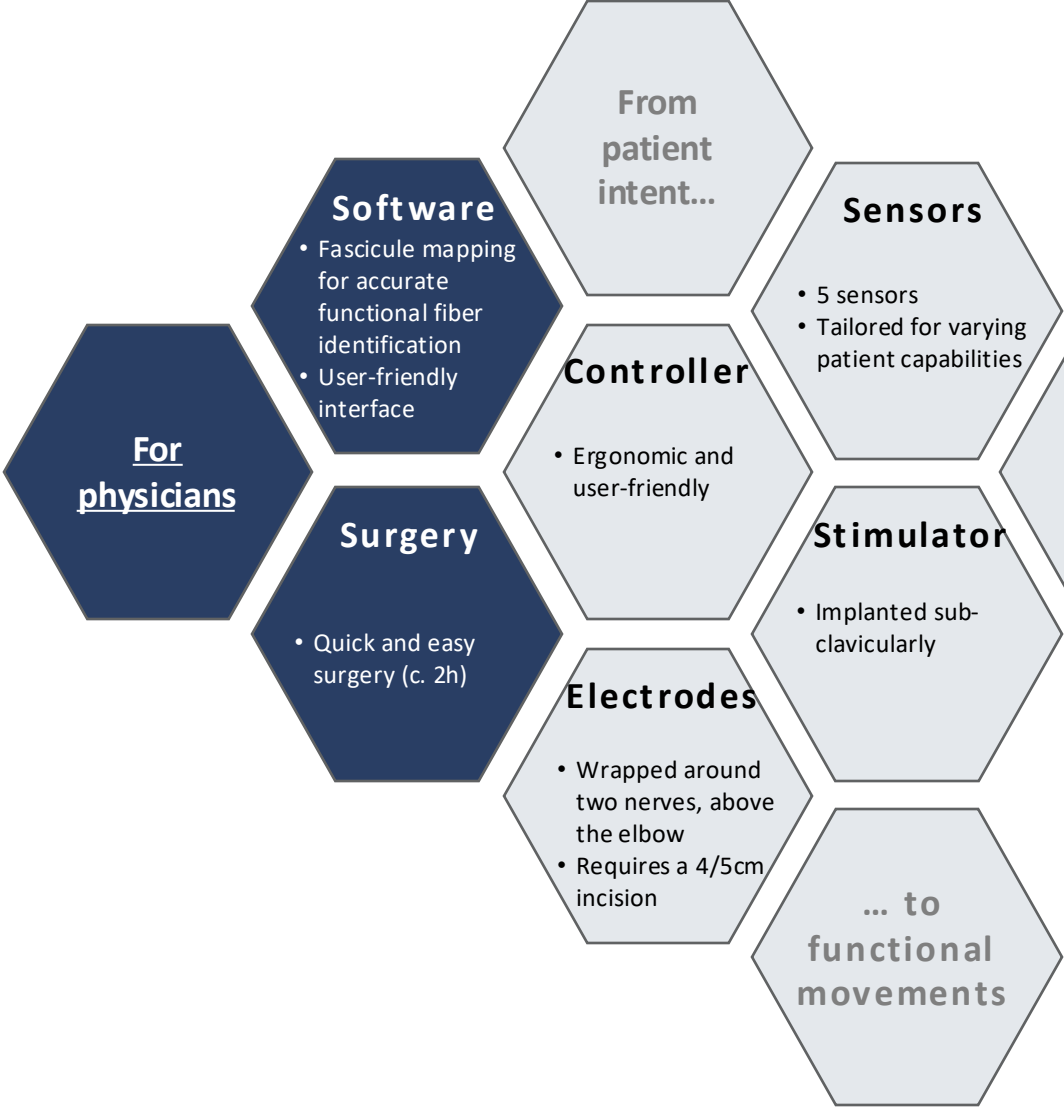 From
patient
intent...
Software
• Fascicule mapping
for accurate
functional fiber
identification
• User-friendly
interface
Sensors
• 5 sensors
• Tailored for varying
patient capabilities
For
physicians
Controller
• Ergonomic and
user-friendly
Surgery
• Quick and easy
surgery (c. 2h)
Stimulator
• Implanted sub-
clavicularly
Electrodes
• Wrapped around
two nerves, above
the elbow
• Requires a 4/5cm
incision
... to
functional
movements